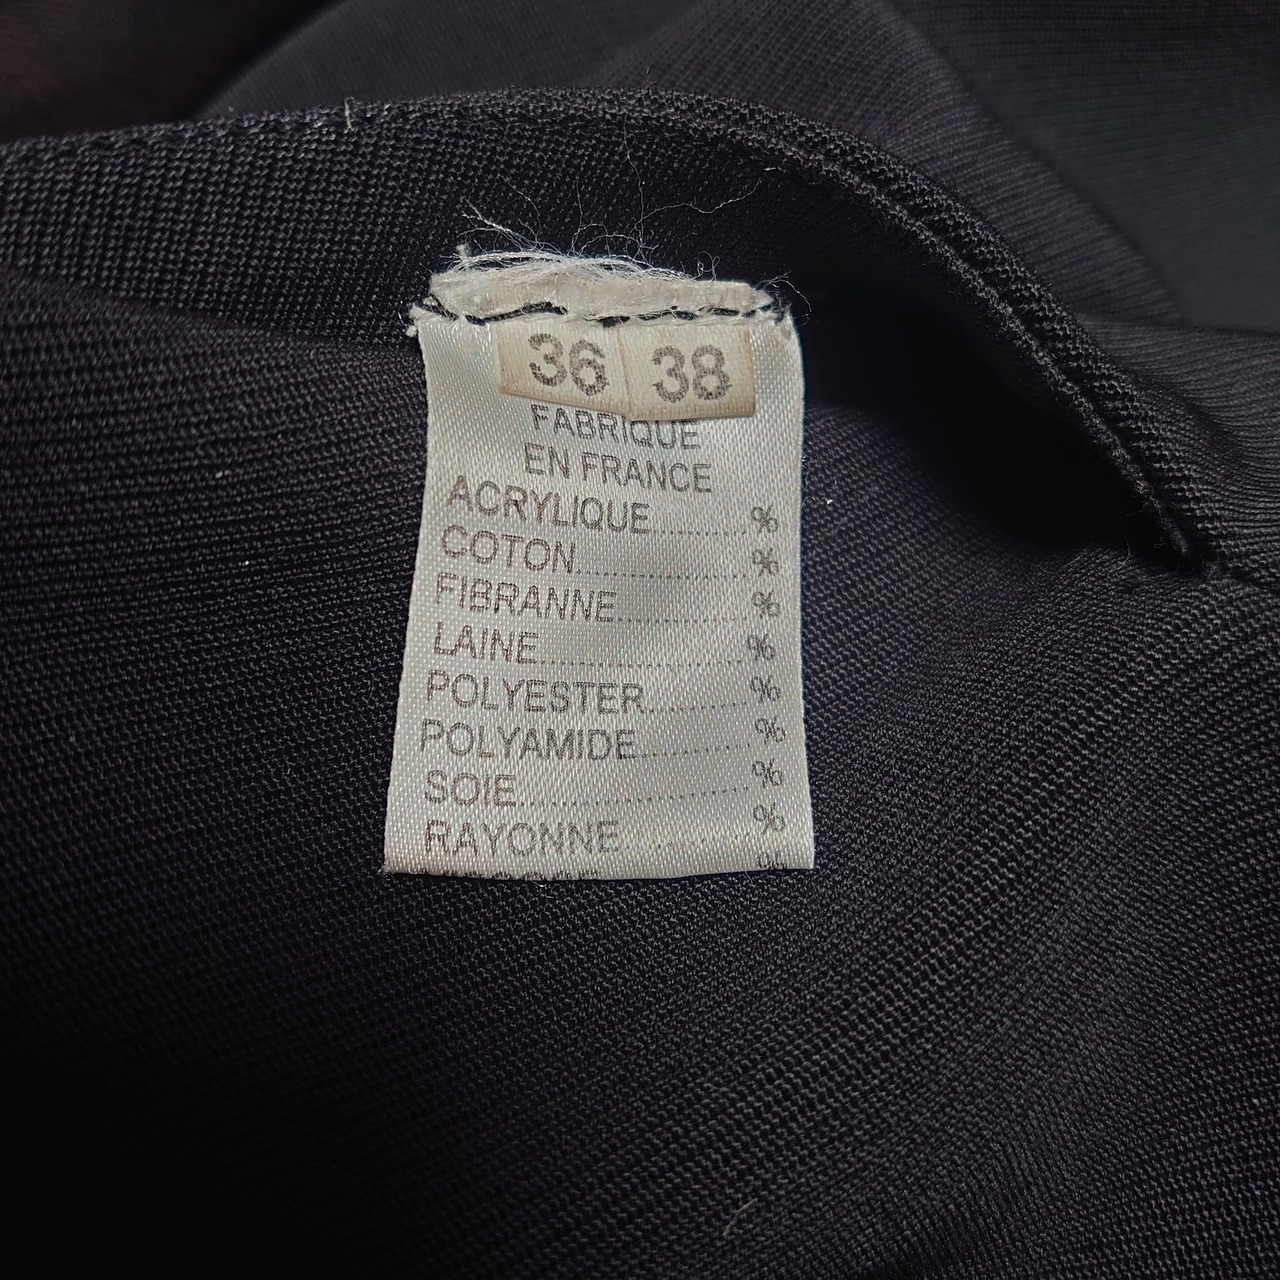 36 38
FABRIQUE
EN FRANCE
ACRYLIQUE..........%
COTON..........%
FIBRANNE..........%
LAINE..........%
POLYESTER..........%
POLYAMIDE..........%
SOIE..........%
RAYONNE..........%
%